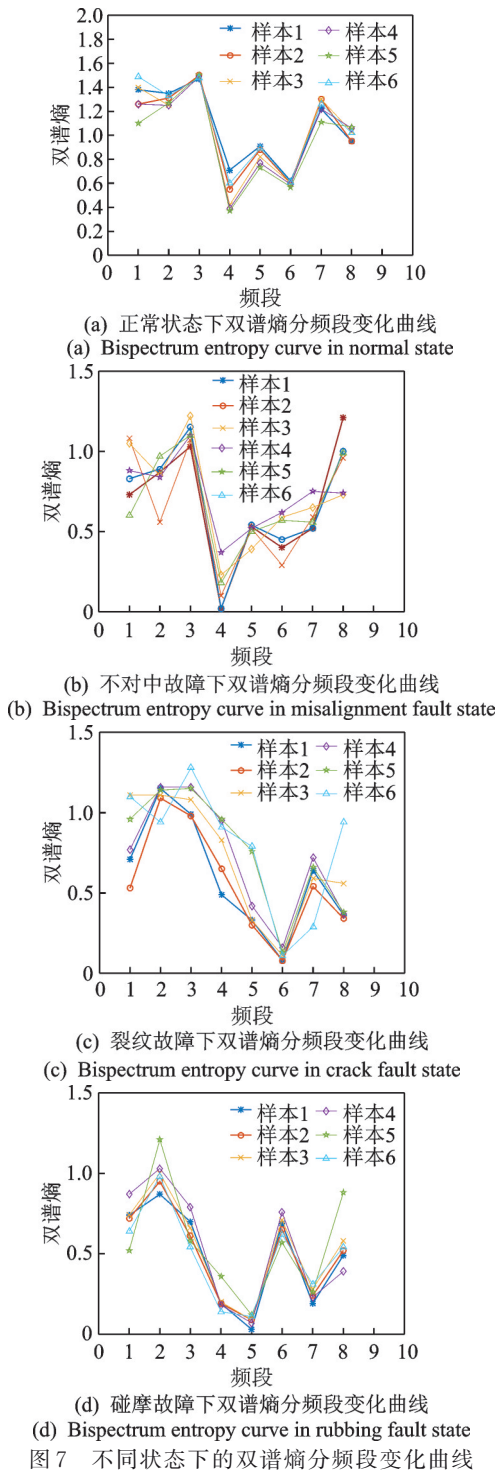 2.0
1.8
1.6
1.4
1.2
1.0
0.8
0.6
0.4
0.2
0
双谱熵
样本1
样本2
样本3
样本4
样本5
样本6
0 1 2 3 4 5 6 7 8 9 10
频段
(a) 正常状态下双谱熵分频段变化曲线
(a) Bispectrum entropy curve in normal state
1.5
1.0
0.5
0
双谱熵
样本1
样本2
样本3
样本4
样本5
样本6
0 1 2 3 4 5 6 7 8 9 10
频段
(b) 不对中故障下双谱熵分频段变化曲线
(b) Bispectrum entropy curve in misalignment fault state
1.5
1.0
0.5
0
双谱熵
样本1
样本2
样本3
样本4
样本5
样本6
0 1 2 3 4 5 6 7 8 9 10
频段
(c) 裂纹故障下双谱熵分频段变化曲线
(c) Bispectrum entropy curve in crack fault state
1.5
1.0
0.5
0
双谱熵
样本1
样本2
样本3
样本4
样本5
样本6
0 1 2 3 4 5 6 7 8 9 10
频段
(d) 碰摩故障下双谱熵分频段变化曲线
(d) Bispectrum entropy curve in rubbing fault state
图7 不同状态下的双谱熵分频段变化曲线